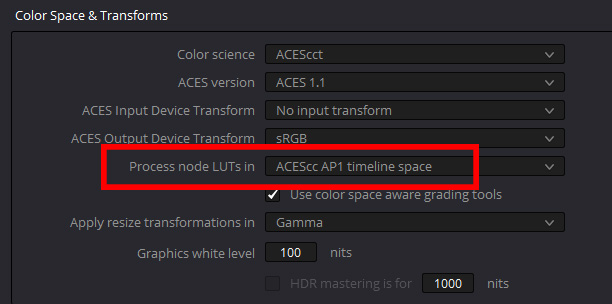 Color Space & Transforms
Color science ACEScct
ACES version ACES 1.1
ACES Input Device Transform No input transform
ACES Output Device Transform sRGB
Process node LUTs in ACEScc AP1 timeline space
Use color space aware grading tools
Apply resize transformations in Gamma
Graphics white level 100 nits
HDR mastering is for 1000 nits